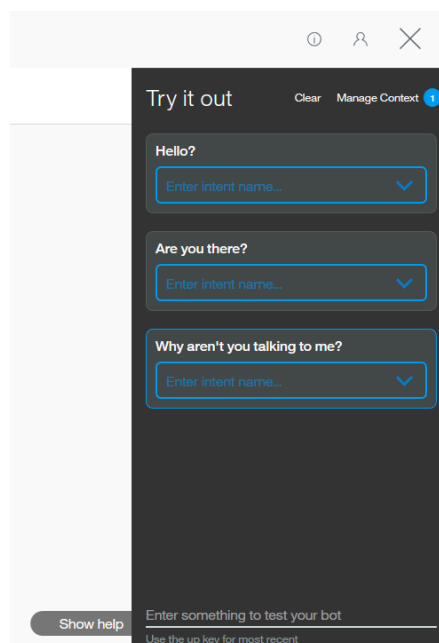 Try it out
Clear
Manage Context 1
Hello?
Enter intent name...
Are you there?
Enter intent name...
Why aren't you talking to me?
Enter intent name...
Show help
Enter something to test your bot
Use the up key for most recent